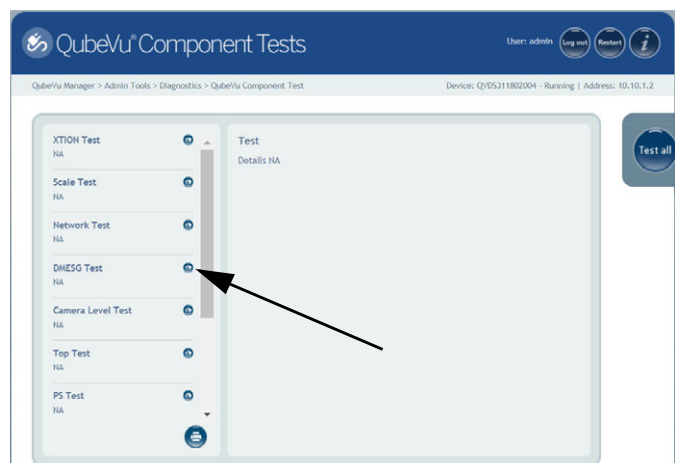 QubeVu® Component Tests
User: admin
Log out
Restart
i
QubeVu Manager > Admin Tools > Diagnostics > QubeVu Component Test
Device: QVDS311802004 - Running | Address: 10.10.1.2
XTION Test
NA
Scale Test
NA
Network Test
NA
DMESG Test
NA
Camera Level Test
NA
Top Test
NA
PS Test
NA
Test
Details NA
Test all